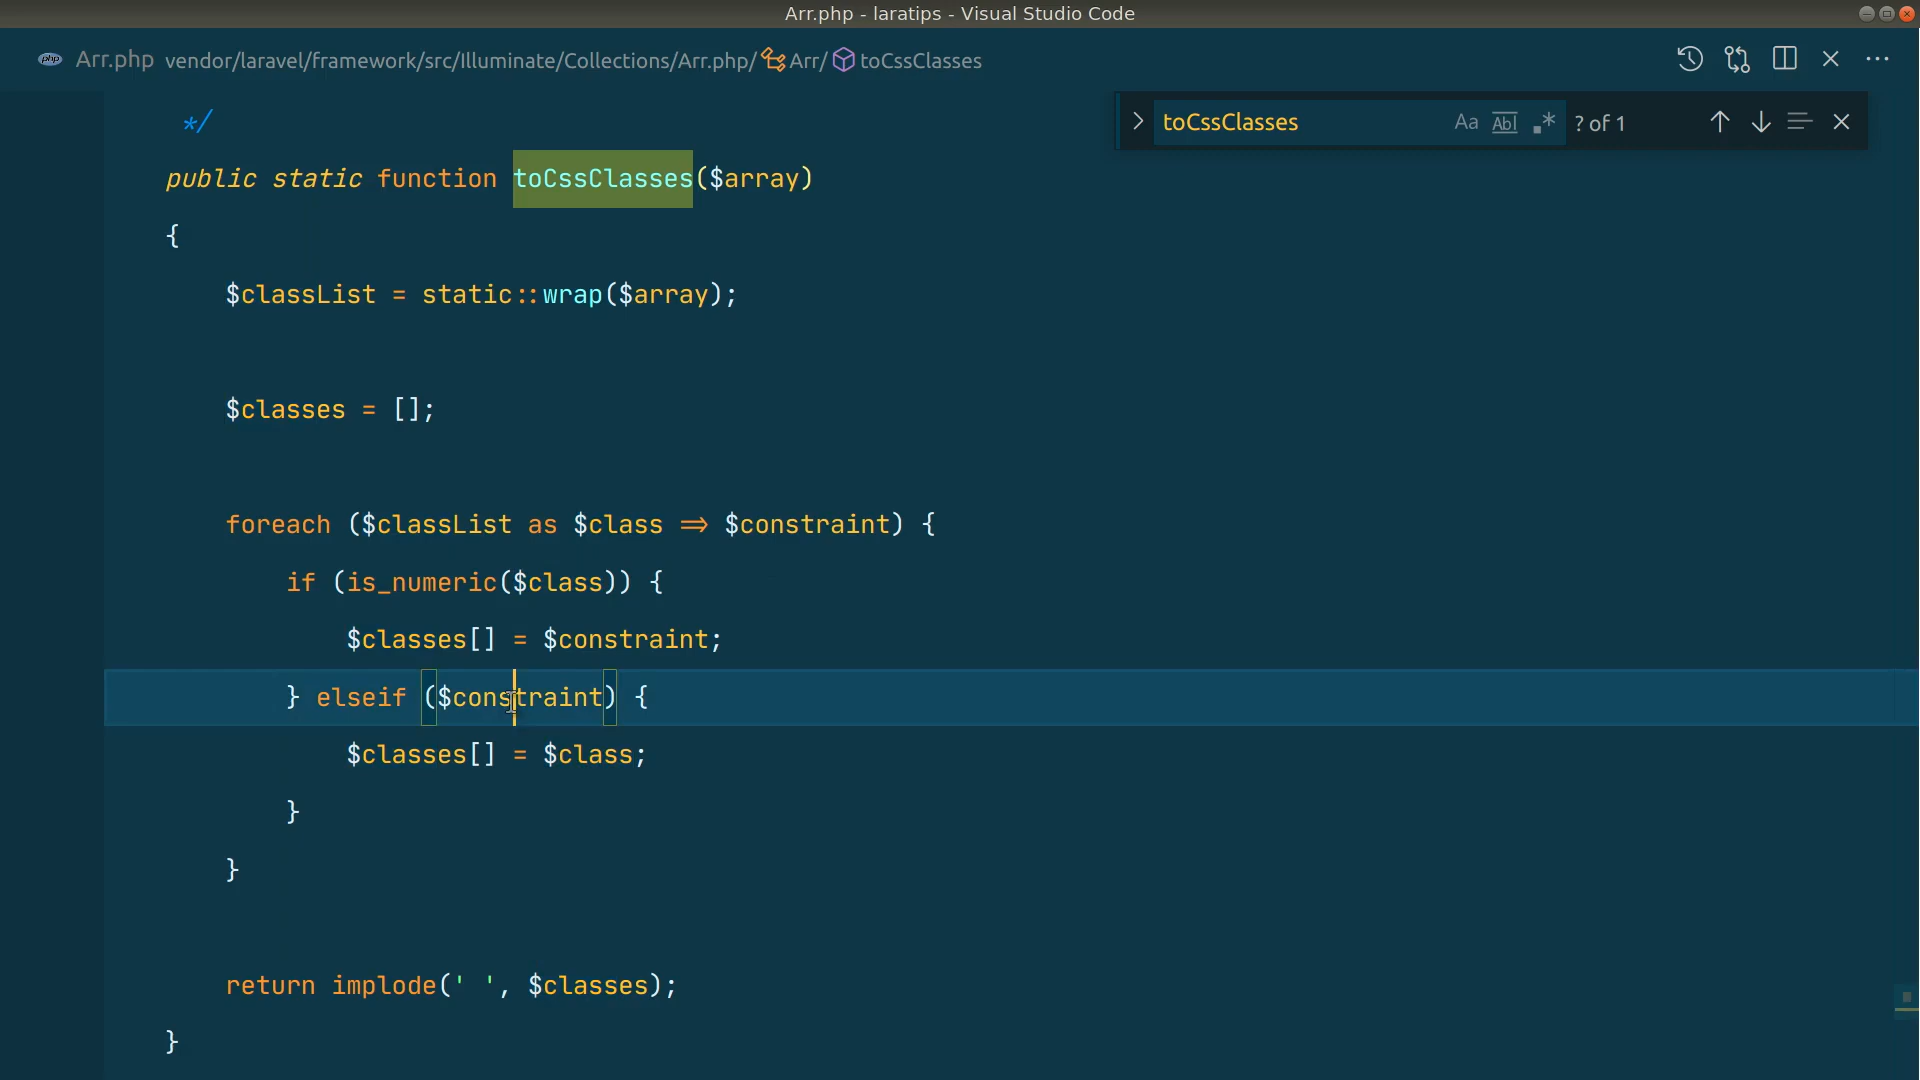 Arr.php - laratips - Visual Studio Code
php Arr.php vendor/laravel/framework/src/Illuminate/Collections/Arr.php/ Arr/ toCssClasses
toCssClasses Aa Abl .* ? of 1
*/
public static function toCssClasses($array)
{
$classList = static::wrap($array);
$classes = [];
foreach ($classList as $class => $constraint) {
if (is_numeric($class)) {
$classes[] = $constraint;
} elseif ($constraint) {
$classes[] = $class;
}
}
return implode(' ', $classes);
}